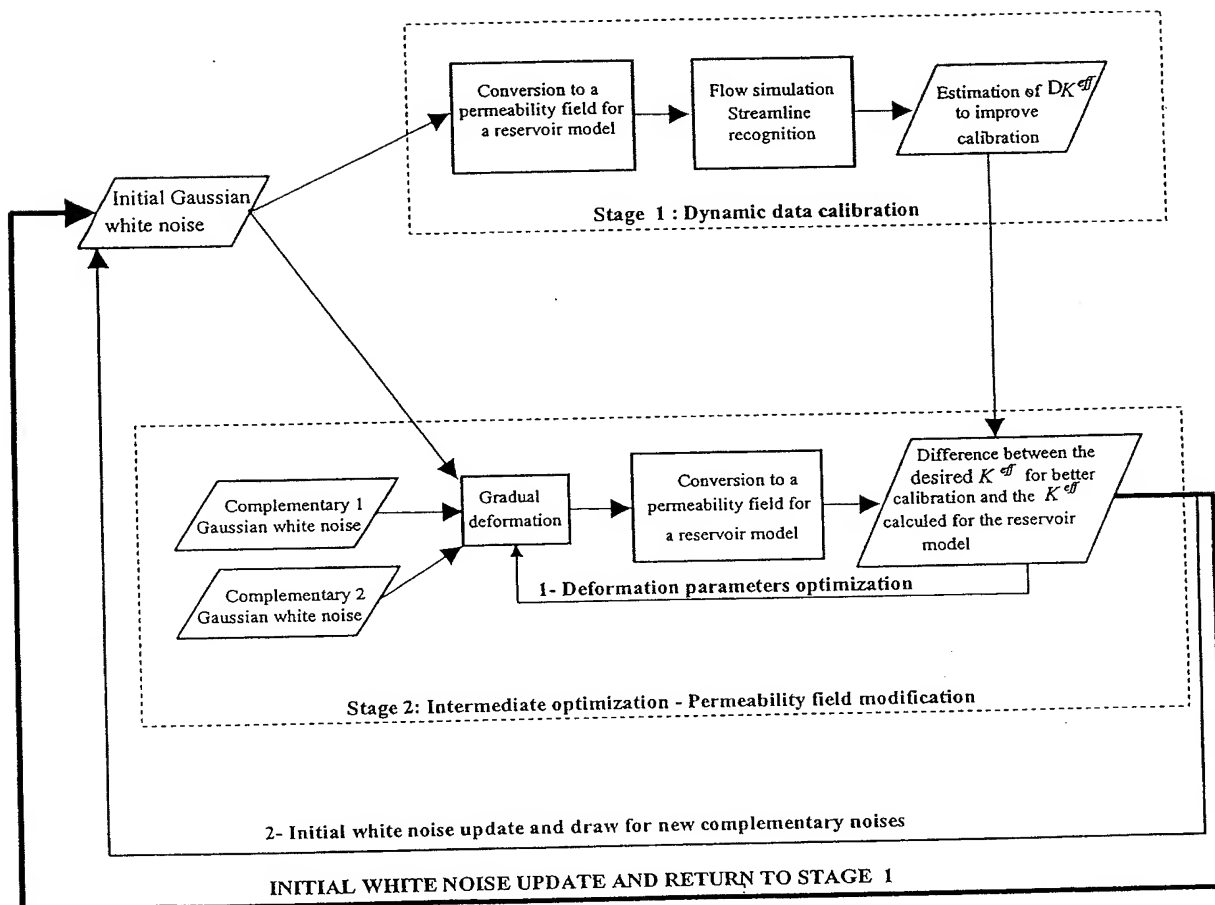 Conversion to a
permeability field for
a reservoir model
Flow simulation
Streamline
recognition
Estimation of DK^eff
to improve
calibration
Stage 1 : Dynamic data calibration
Initial Gaussian
white noise
Complementary 1
Gaussian white noise
Complementary 2
Gaussian white noise
Gradual
deformation
Conversion to a
permeability field for
a reservoir model
Difference between the
desired K^eff for better
calibration and the K^eff
calculed for the reservoir
model
1- Deformation parameters optimization
Stage 2: Intermediate optimization - Permeability field modification
2- Initial white noise update and draw for new complementary noises
INITIAL WHITE NOISE UPDATE AND RETURN TO STAGE 1